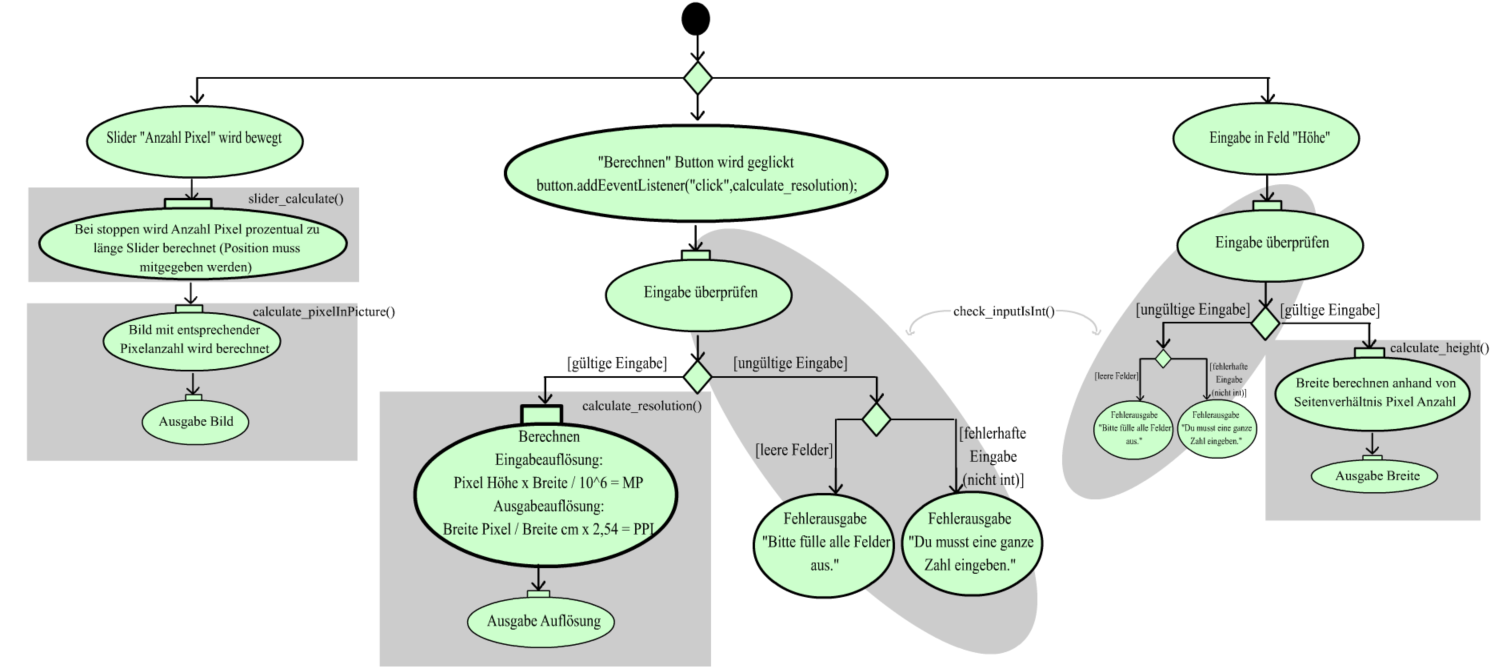 Slider "Anzahl Pixel" wird bewegt
slider_calculate()
Bei stoppen wird Anzahl Pixel prozentual zu
länge Slider berechnet (Position muss
mitgegeben werden)
calculate_pixelInPicture()
Bild mit entsprechender
Pixelanzahl wird berechnet
Ausgabe Bild
"Berechnen" Button wird geglickt
button.addEeventListener("click",calculate_resolution);
Eingabe überprüfen
[gültige Eingabe]
[ungültige Eingabe]
calculate_resolution()
Berechnen
Eingabeauflösung:
Pixel Höhe x Breite / 10^6 = MP
Ausgabeauflösung:
Breite Pixel / Breite cm x 2,54 = PPI
Ausgabe Auflösung
[leere Felder]
[fehlerhafte
Eingabe
(nicht int)]
Fehlerausgabe
"Bitte fülle alle Felder
aus."
Fehlerausgabe
"Du musst eine ganze
Zahl eingeben."
check_inputIsInt()
Eingabe in Feld "Höhe"
Eingabe überprüfen
[ungültige Eingabe]
[gültige Eingabe]
[leere Felder]
[fehlerhafte
Eingabe
(nicht int)]
Fehlerausgabe
"Bitte fülle alle Felder
aus."
Fehlerausgabe
"Du musst eine ganze
Zahl eingeben."
calculate_height()
Breite berechnen anhand von
Seitenverhältnis Pixel Anzahl
Ausgabe Breite